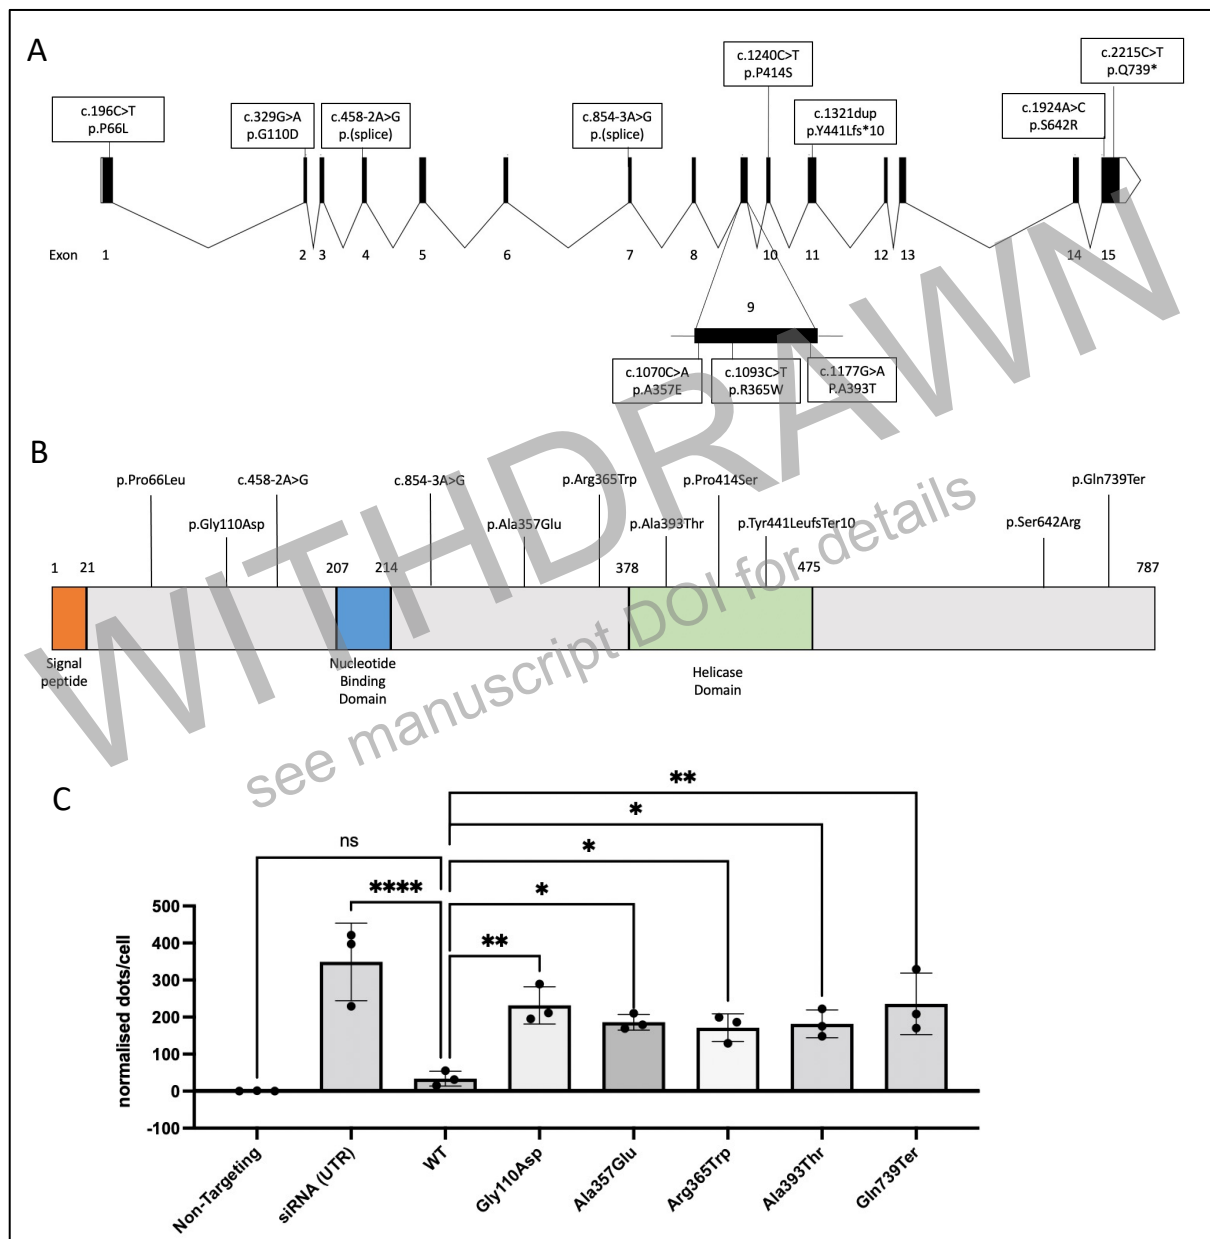 A
c.196C>T
p.P66L
c.329G>A
p.G110D
c.458-2A>G
p.(splice)
c.854-3A>G
p.(splice)
c.1240C>T
p.P414S
c.1321dup
p.Y441Lfs*10
c.1924A>C
p.S642R
c.2215C>T
p.Q739*
Exon 1 2 3 4 5 6 7 8 10 11 12 13 14 15
9
c.1070C>A
p.A357E
c.1093C>T
p.R365W
c.1177G>A
P.A393T
WITHDRAWN
see manuscript DOI for details
B
p.Pro66Leu c.458-2A>G c.854-3A>G p.Arg365Trp p.Pro414Ser p.Gln739Ter
p.Gly110Asp p.Ala357Glu p.Ala393Thr p.Tyr441LeufsTer10 p.Ser642Arg
1 21 207 214 378 475 787
Signal
peptide
Nucleotide
Binding
Domain
Helicase
Domain
C
**
*
ns
*
****
*
**
normalised dots/cell
500
400
300
200
100
0
-100
Non-Targeting
siRNA (UTR)
WT
Gly110Asp
Ala357Glu
Arg365Trp
Ala393Thr
Gln739Ter